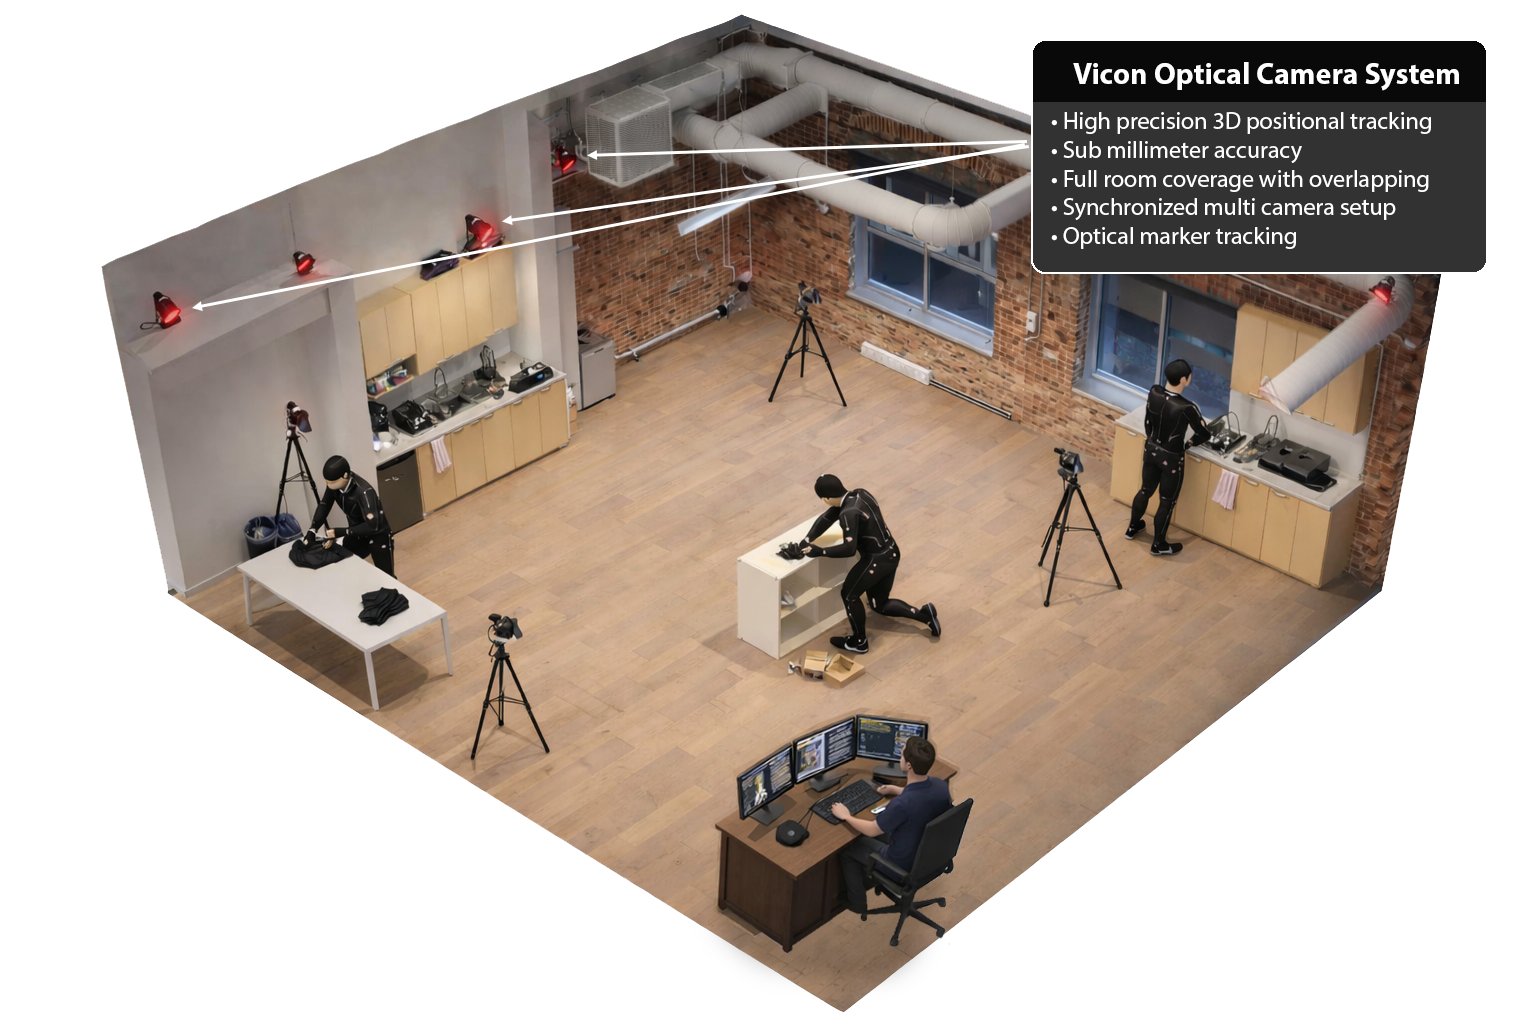 Vicon Optical Camera System
• High precision 3D positional tracking
• Sub millimeter accuracy
• Full room coverage with overlapping
• Synchronized multi camera setup
• Optical marker tracking